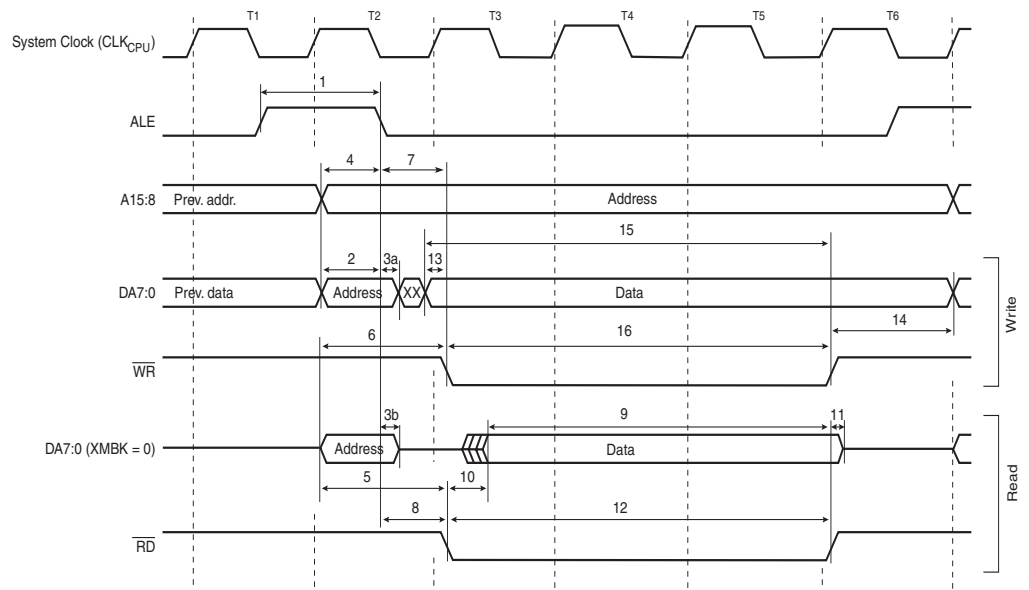 T1 T2 T3 T4 T5 T6
System Clock (CLKCPU)
1
ALE
4 7
A15:8 Prev. addr. Address
15
2 3a 13
DA7:0 Prev. data Address XX Data
6 16 14
WR
Write
3b 9 11
DA7:0 (XMBK = 0) Address Data
5 10
8 12
RD
Read